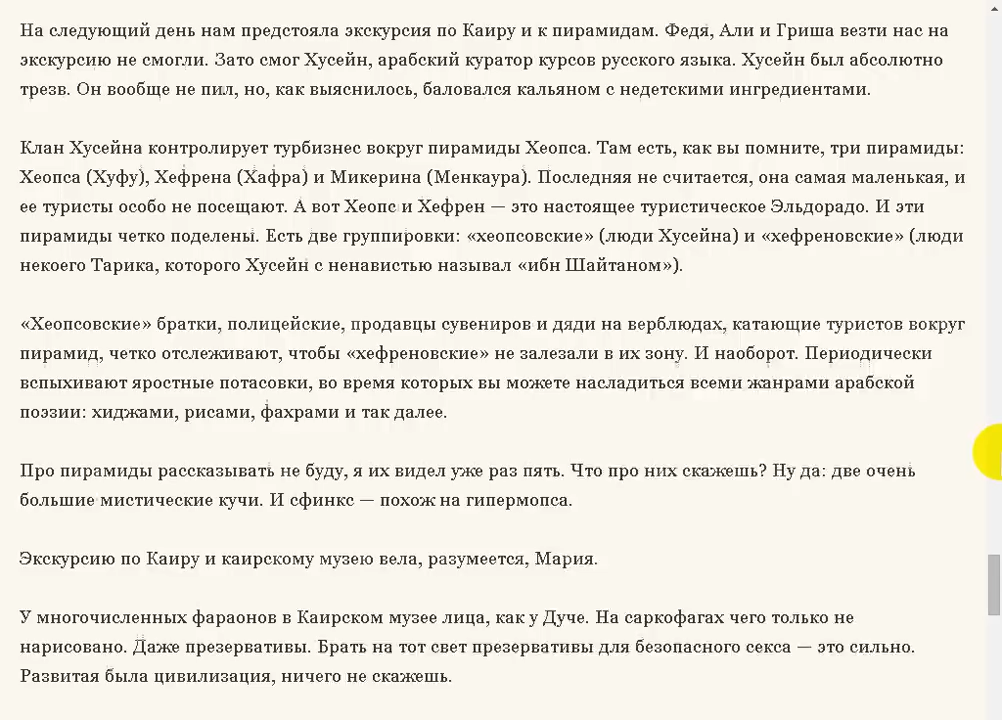 На следующий день нам предстояла экскурсия по Каиру и к пирамидам. Федя, Али и Гриша везти нас на
экскурсию не смогли. Зато смог Хусейн, арабский куратор курсов русского языка. Хусейн был абсолютно
трезв. Он вообще не пил, но, как выяснилось, баловался кальяном с недетскими ингредиентами.
Клан Хусейна контролирует турбизнес вокруг пирамиды Хеопса. Там есть, как вы помните, три пирамиды:
Хеопса (Хуфу), Хефрена (Хафра) и Микерина (Менкаура). Последняя не считается, она самая маленькая, и
ее туристы особо не посещают. А вот Хеопс и Хефрен — это настоящее туристическое Эльдорадо. И эти
пирамиды четко поделены. Есть две группировки: «хеопсовские» (люди Хусейна) и «хефреновские» (люди
некоего Тарика, которого Хусейн с ненавистью называл «ибн Шайтаном»).
«Хеопсовские» братки, полицейские, продавцы сувениров и дяди на верблюдах, катающие туристов вокруг
пирамид, четко отслеживают, чтобы «хефреновские» не залезали в их зону. И наоборот. Периодически
вспыхивают яростные потасовки, во время которых вы можете насладиться всеми жанрами арабской
поэзии: хиджами, рисами, фахрами и так далее.
Про пирамиды рассказывать не буду, я их видел уже раз пять. Что про них скажешь? Ну да: две очень
большие мистические кучи. И сфинкс — похож на гипермопса.
Экскурсию по Каиру и каирскому музею вела, разумеется, Мария.
У многочисленных фараонов в Каирском музее лица, как у Дуче. На саркофагах чего только не
нарисовано. Даже презервативы. Брать на тот свет презервативы для безопасного секса — это сильно.
Развитая была цивилизация, ничего не скажешь.